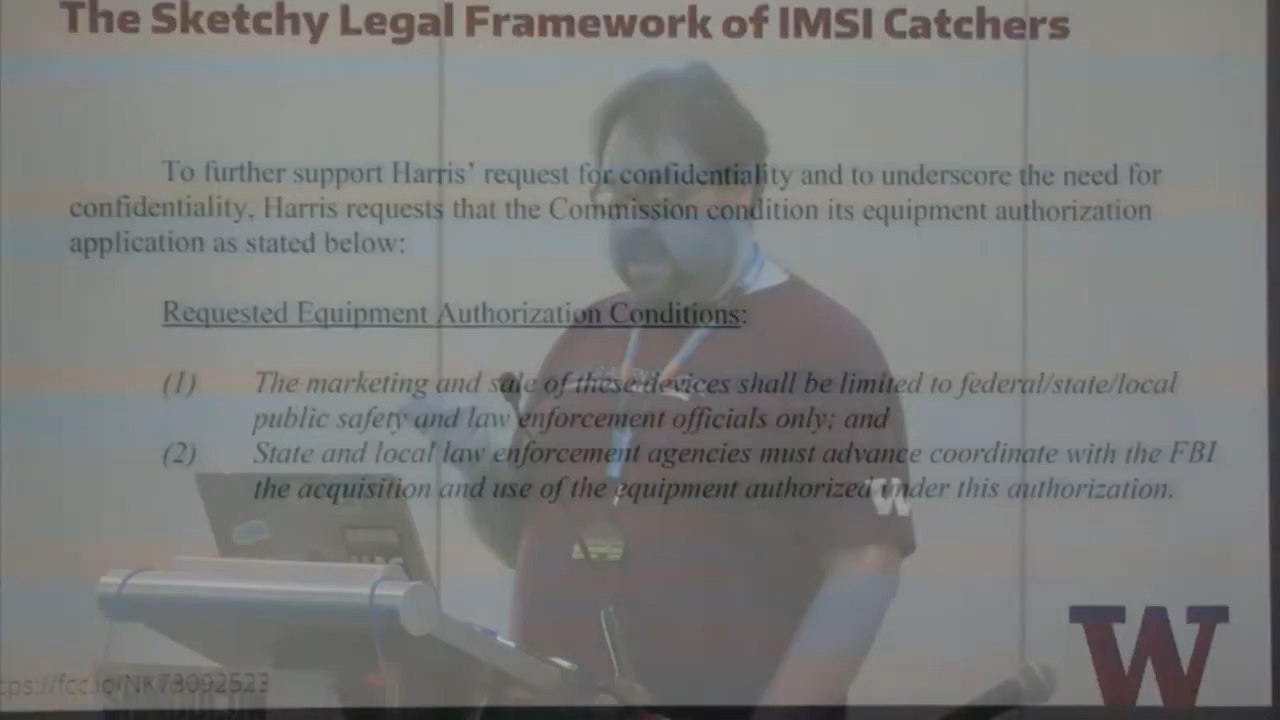 The Sketchy Legal Framework of IMSI Catchers
To further support Harris' request for confidentiality and to underscore the need for
confidentiality, Harris requests that the Commission condition its equipment authorization
application as stated below:
Requested Equipment Authorization Conditions:
(1) The marketing and sale of these devices shall be limited to federal/state/local
public safety and law enforcement officials only; and
(2) State and local law enforcement agencies must advance coordinate with the FBI
the acquisition and use of the equipment authorized under this authorization.
W
W